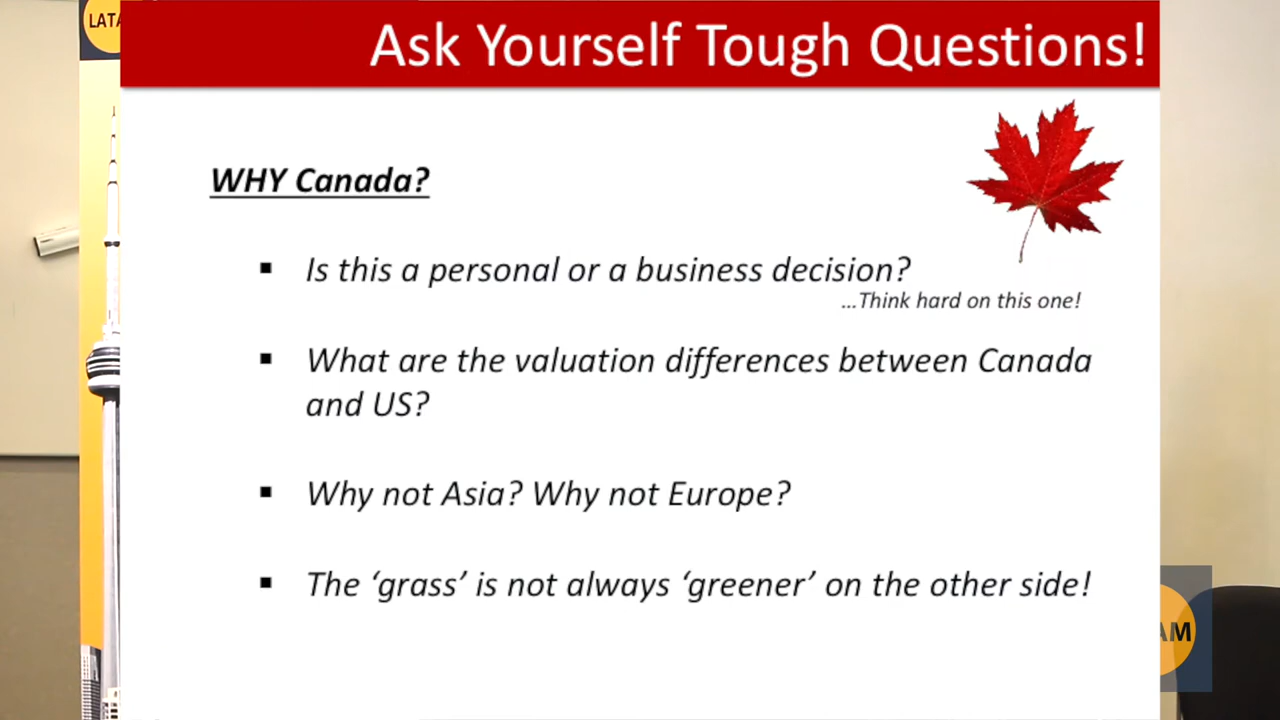 LATA
Ask Yourself Tough Questions!
WHY Canada?
▪ Is this a personal or a business decision?
...Think hard on this one!
▪ What are the valuation differences between Canada
and US?
▪ Why not Asia? Why not Europe?
▪ The ‘grass’ is not always ‘greener’ on the other side!
AM